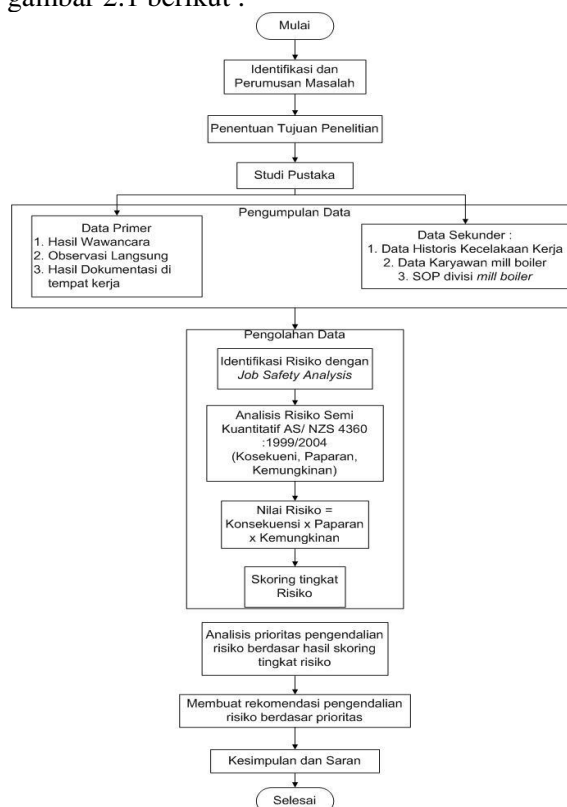 gambar 2.1 berikut :
Mulai
Identifikasi dan
Perumusan Masalah
Penentuan Tujuan Penelitian
Studi Pustaka
Pengumpulan Data
Data Primer
1. Hasil Wawancara
2. Observasi Langsung
3. Hasil Dokumentasi di
tempat kerja
Data Sekunder :
1. Data Historis Kecelakaan Kerja
2. Data Karyawan mill boiler
3. SOP divisi mill boiler
Pengolahan Data
Identifikasi Risiko dengan
Job Safety Analysis
Analisis Risiko Semi
Kuantitatif AS/ NZS 4360
:1999/2004
(Kosekueni, Paparan,
Kemungkinan)
Nilai Risiko =
Konsekuensi x Paparan
x Kemungkinan
Skoring tingkat
Risiko
Analisis prioritas pengendalian
risiko berdasar hasil skoring
tingkat risiko
Membuat rekomendasi pengendalian
risiko berdasar prioritas
Kesimpulan dan Saran
Selesai